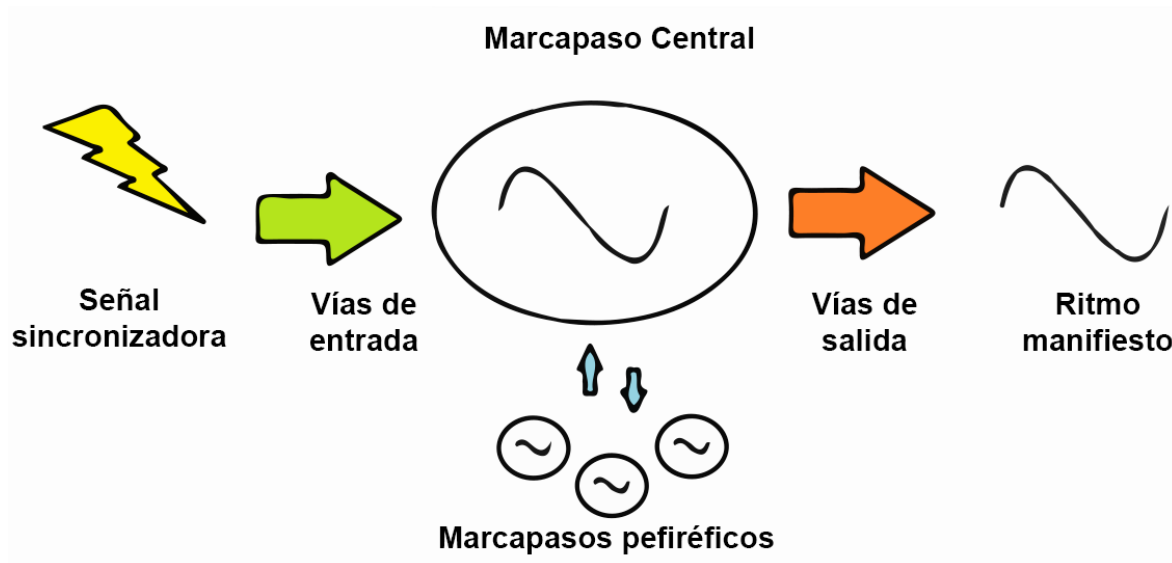 Marcapaso Central
Señal
sincronizadora
Vías de
entrada
Vías de
salida
Ritmo
manifiesto
Marcapasos pefiréficos